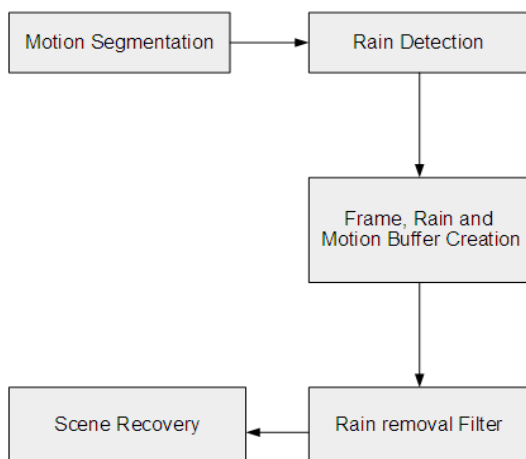 Motion Segmentation
Rain Detection
Frame, Rain and
Motion Buffer Creation
Rain removal Filter
Scene Recovery